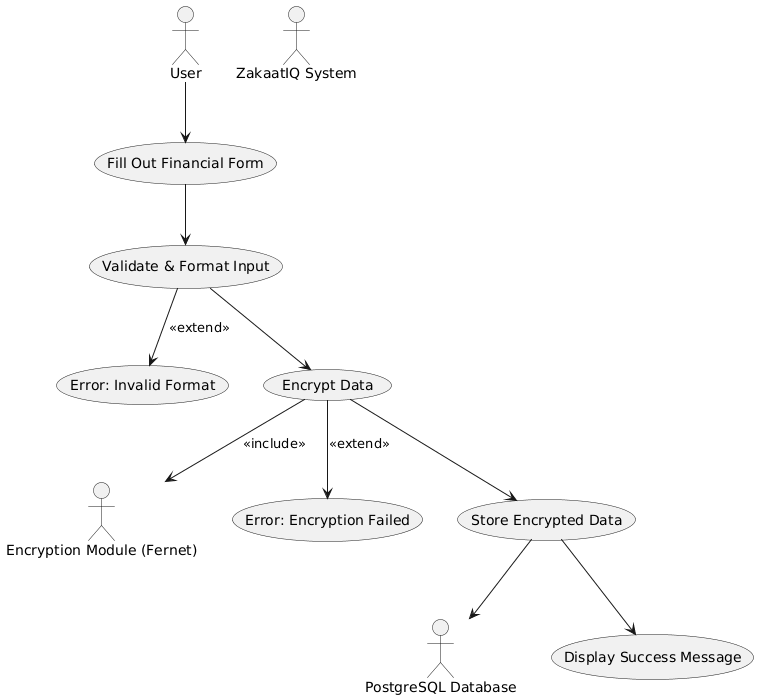 User
ZakaatIQ System
Fill Out Financial Form
Validate & Format Input
«extend»
Error: Invalid Format
Encrypt Data
«include»
«extend»
Encryption Module (Fernet)
Error: Encryption Failed
Store Encrypted Data
PostgreSQL Database
Display Success Message